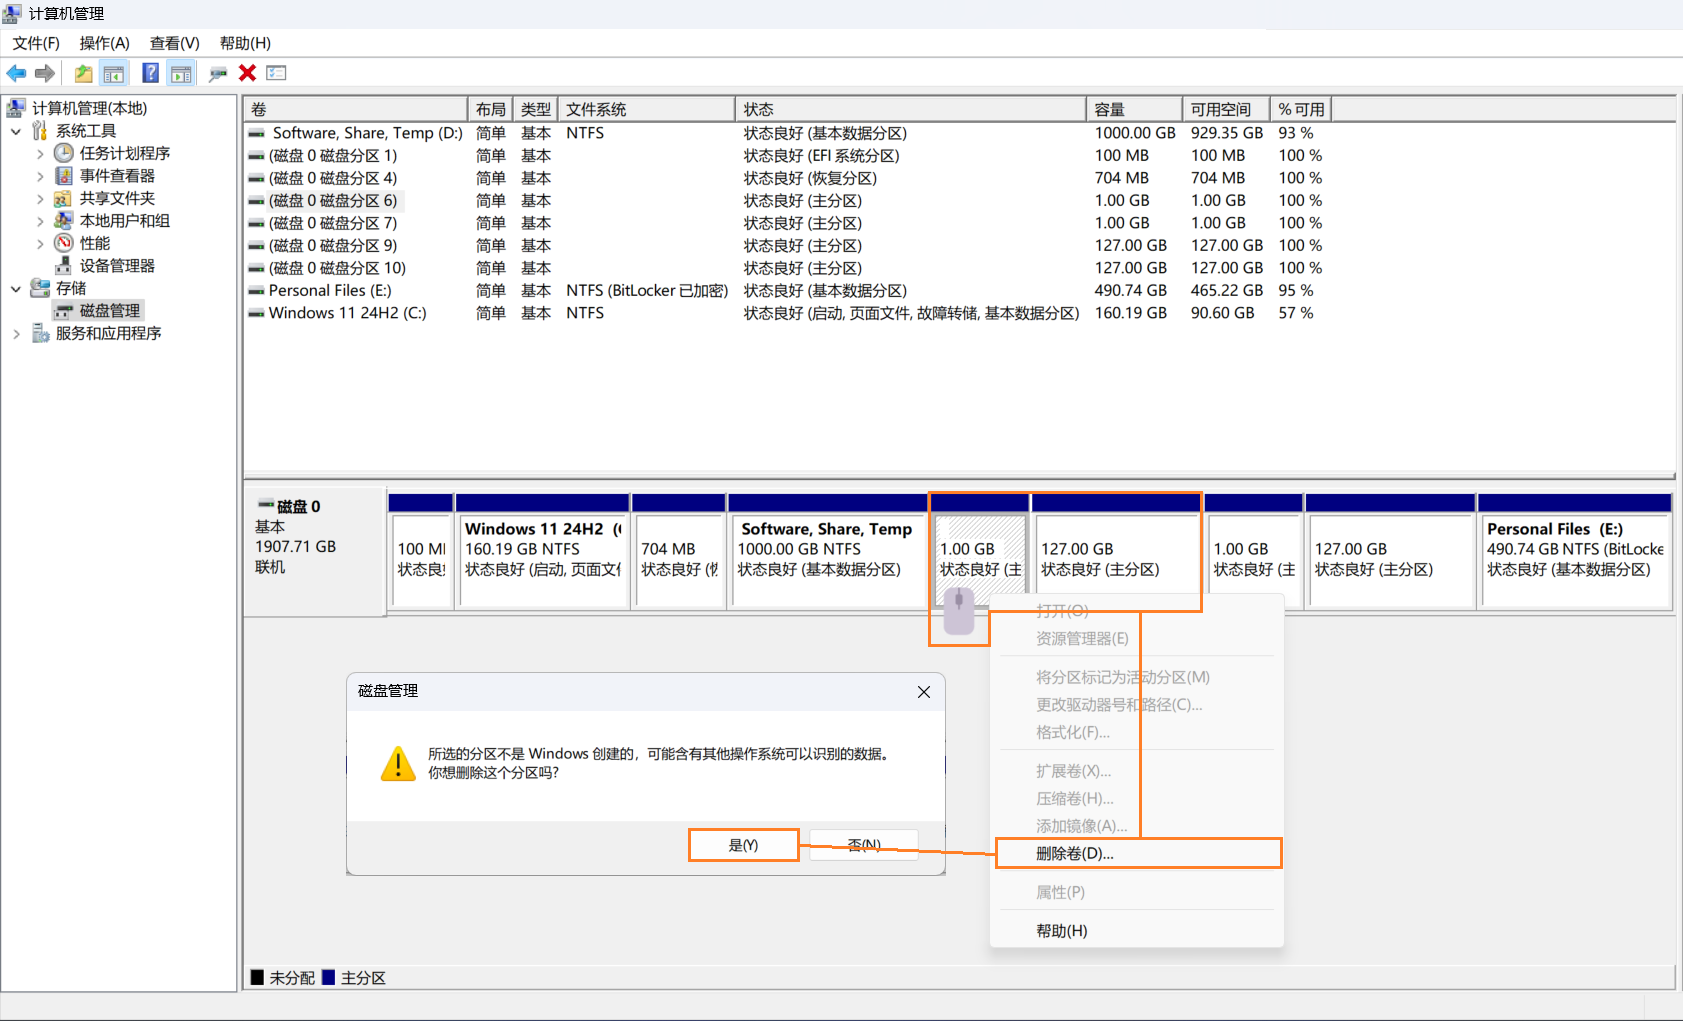 计算机管理
文件(F) 操作(A) 查看(V) 帮助(H)
计算机管理(本地)
系统工具
任务计划程序
事件查看器
共享文件夹
本地用户和组
性能
设备管理器
存储
磁盘管理
服务和应用程序
卷 布局 类型 文件系统 状态 容量 可用空间 % 可用
Software, Share, Temp (D:) 简单 基本 NTFS 状态良好 (基本数据分区) 1000.00 GB 929.35 GB 93 %
(磁盘 0 磁盘分区 1) 简单 基本 状态良好 (EFI 系统分区) 100 MB 100 MB 100 %
(磁盘 0 磁盘分区 4) 简单 基本 状态良好 (恢复分区) 704 MB 704 MB 100 %
(磁盘 0 磁盘分区 6) 简单 基本 状态良好 (主分区) 1.00 GB 1.00 GB 100 %
(磁盘 0 磁盘分区 7) 简单 基本 状态良好 (主分区) 1.00 GB 1.00 GB 100 %
(磁盘 0 磁盘分区 9) 简单 基本 状态良好 (主分区) 127.00 GB 127.00 GB 100 %
(磁盘 0 磁盘分区 10) 简单 基本 状态良好 (主分区) 127.00 GB 127.00 GB 100 %
Personal Files (E:) 简单 基本 NTFS (BitLocker 已加密) 状态良好 (基本数据分区) 490.74 GB 465.22 GB 95 %
Windows 11 24H2 (C:) 简单 基本 NTFS 状态良好 (启动, 页面文件, 故障转储, 基本数据分区) 160.19 GB 90.60 GB 57 %
磁盘 0
基本
1907.71 GB
联机
100 MI
状态良
Windows 11 24H2 (
160.19 GB NTFS
状态良好 (启动, 页面文
704 MB
状态良好 (
Software, Share, Temp
1000.00 GB NTFS
状态良好 (基本数据分区)
1.00 GB
状态良好 (主
127.00 GB
状态良好 (主分区)
1.00 GB
状态良好 (主
127.00 GB
状态良好 (主分区)
Personal Files (E:)
490.74 GB NTFS (BitLocke
状态良好 (基本数据分区)
打开(O)
资源管理器(E)
将分区标记为活动分区(M)
更改驱动器号和路径(C)...
格式化(F)...
扩展卷(X)...
压缩卷(H)...
添加镜像(A)...
删除卷(D)...
属性(P)
帮助(H)
磁盘管理
所选的分区不是 Windows 创建的，可能含有其他操作系统可以识别的数据。
你想删除这个分区吗?
是(Y) 否(N)
未分配 主分区